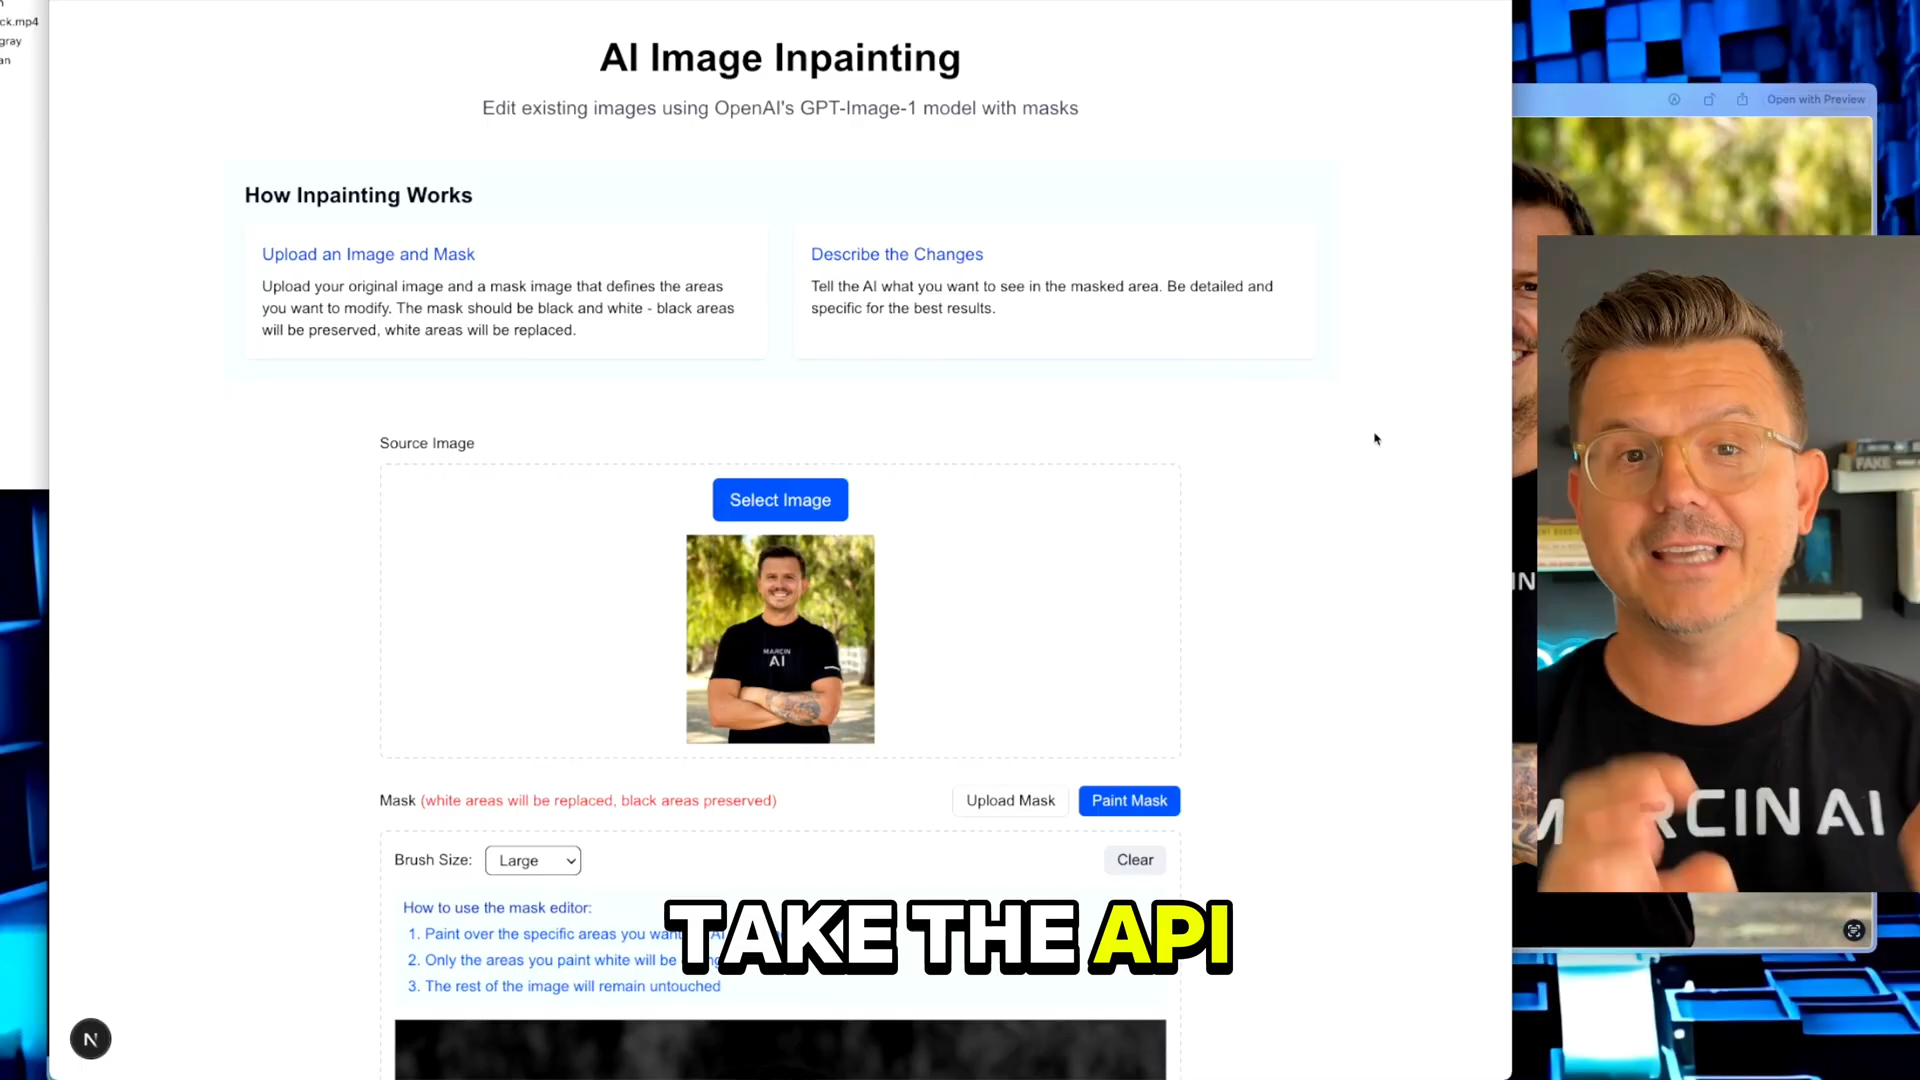 ck.mp4
gray
an
AI Image Inpainting
Edit existing images using OpenAI's GPT-Image-1 model with masks
Open with Preview
How Inpainting Works
Upload an Image and Mask
Upload your original image and a mask image that defines the areas
you want to modify. The mask should be black and white - black areas
will be preserved, white areas will be replaced.
Describe the Changes
Tell the AI what you want to see in the masked area. Be detailed and
specific for the best results.
Source Image
Select Image
MARCIN
AI
FAKE
IN
MARCIN AI
Mask (white areas will be replaced, black areas preserved)
Upload Mask
Paint Mask
Brush Size:
Large
Clear
How to use the mask editor:
1. Paint over the specific areas you want AI
2. Only the areas you paint white will be
3. The rest of the image will remain untouched
TAKE THE API
N